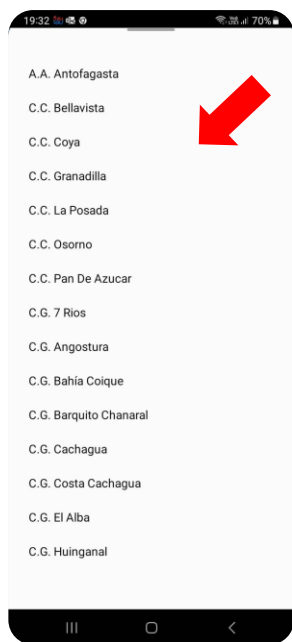 19:32 70%
A.A. Antofagasta
C.C. Bellavista
C.C. Coya
C.C. Granadilla
C.C. La Posada
C.C. Osorno
C.C. Pan De Azucar
C.G. 7 Rios
C.G. Angostura
C.G. Bahía Coique
C.G. Barquito Chanaral
C.G. Cachagua
C.G. Costa Cachagua
C.G. El Alba
C.G. Huinganal